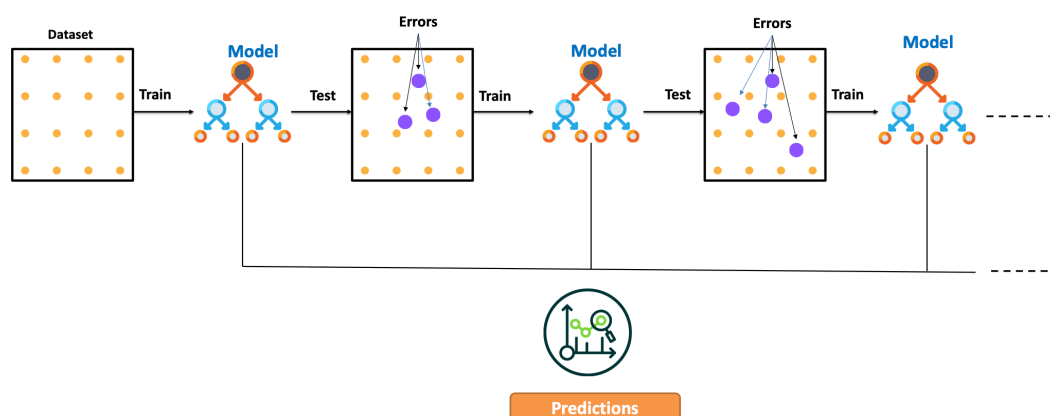 Dataset
Train
Model
Test
Errors
Train
Model
Test
Errors
Train
Model
Predictions